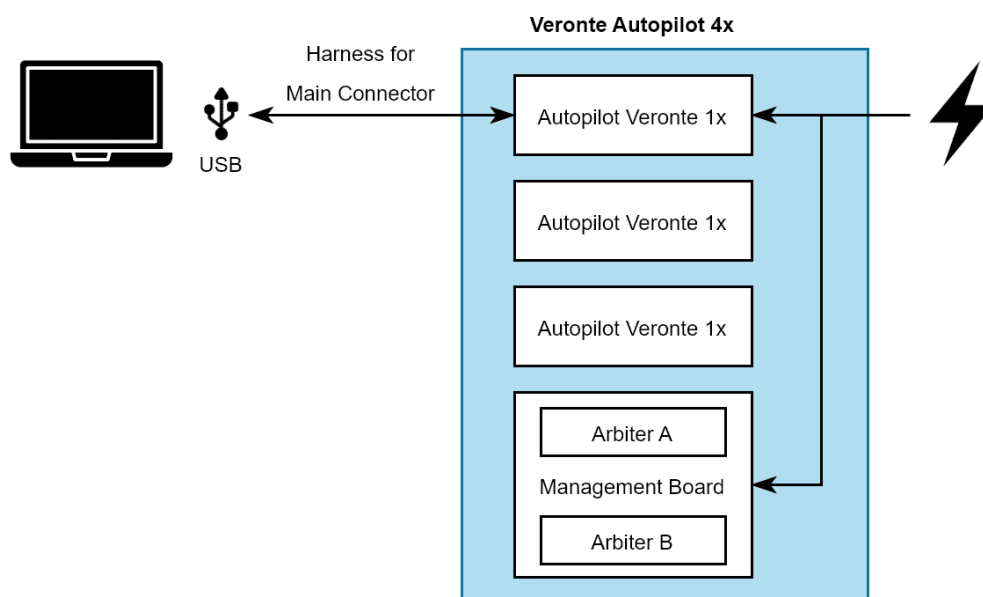 Veronte Autopilot 4x
Harness for
Main Connector
USB
Autopilot Veronte 1x
Autopilot Veronte 1x
Autopilot Veronte 1x
Arbiter A
Management Board
Arbiter B